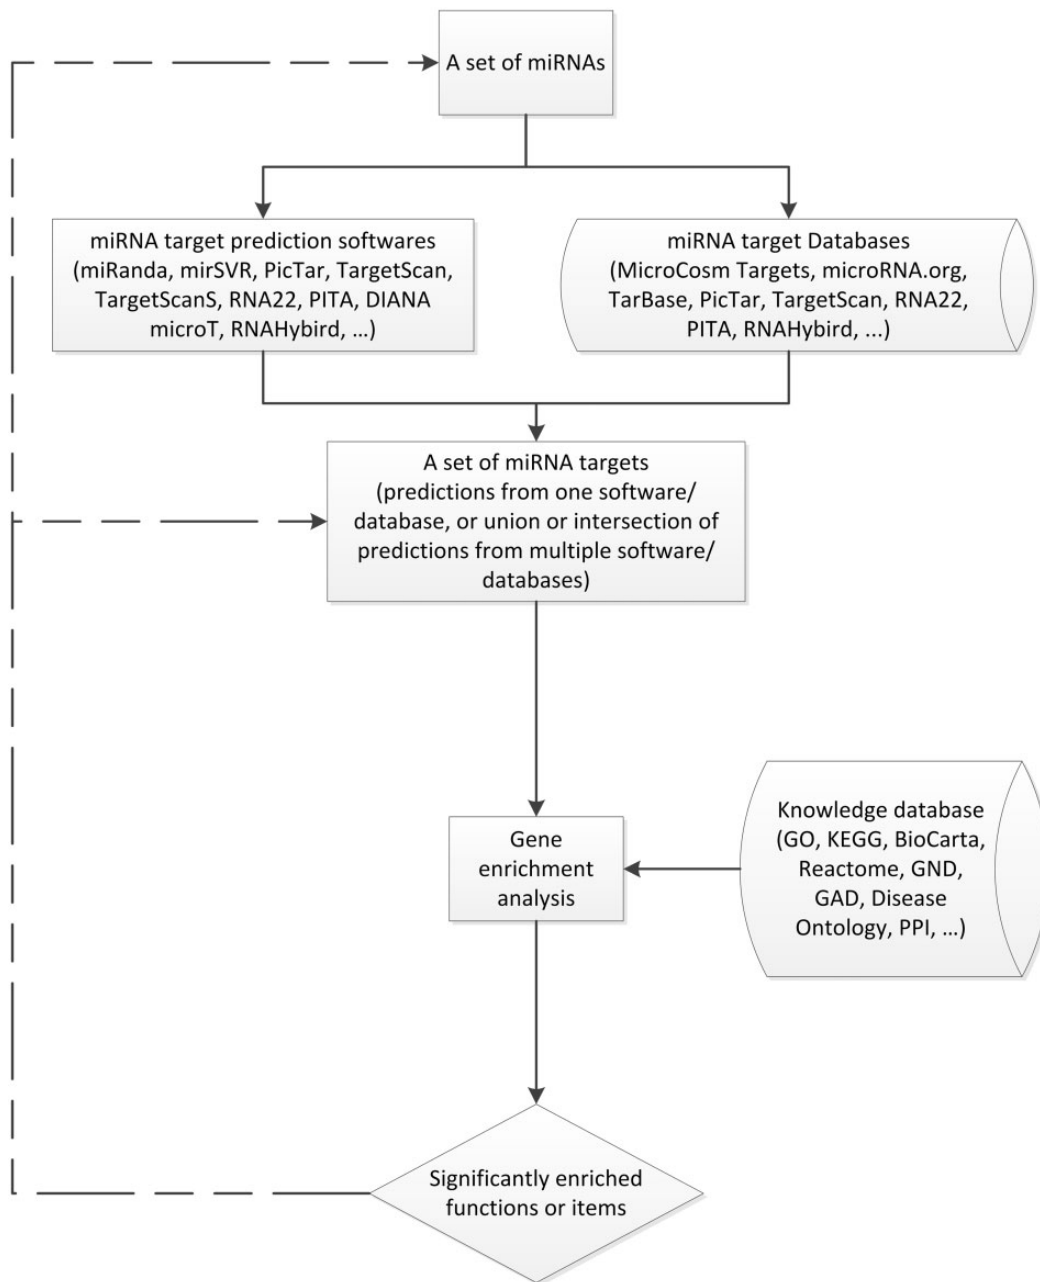 A set of miRNAs
miRNA target prediction softwares
(miRanda, mirSVR, PicTar, TargetScan,
TargetScanS, RNA22, PITA, DIANA
microT, RNAHybird, ...)
miRNA target Databases
(MicroCosm Targets, microRNA.org,
TarBase, PicTar, TargetScan, RNA22,
PITA, RNAHybird, ...)
A set of miRNA targets
(predictions from one software/
database, or union or intersection of
predictions from multiple software/
databases)
Gene
enrichment
analysis
Knowledge database
(GO, KEGG, BioCarta,
Reactome, GND,
GAD, Disease
Ontology, PPI, ...)
Significantly enriched
functions or items